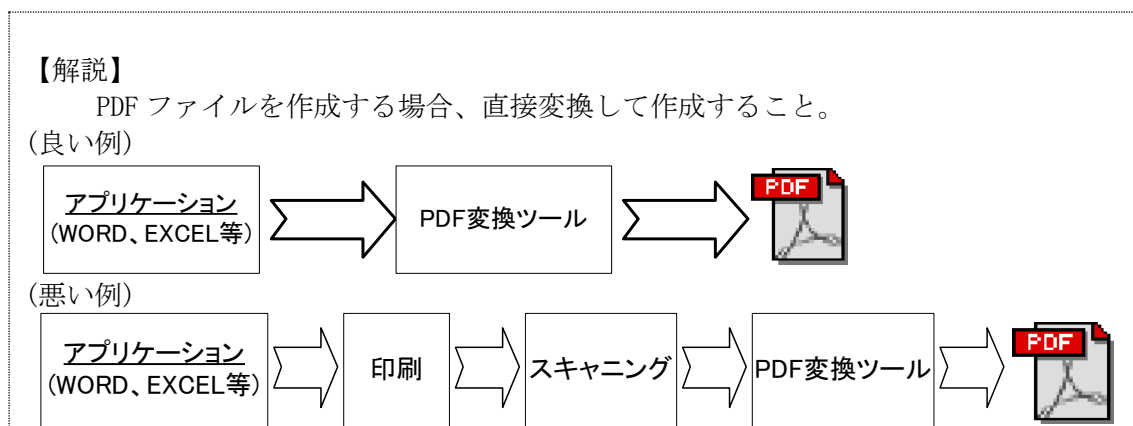 【解説】
PDF ファイルを作成する場合、直接変換して作成すること。
(良い例)
アプリケーション
(WORD、EXCEL等)
PDF変換ツール
PDF
(悪い例)
アプリケーション
(WORD、EXCEL等)
印刷
スキャニング
PDF変換ツール
PDF